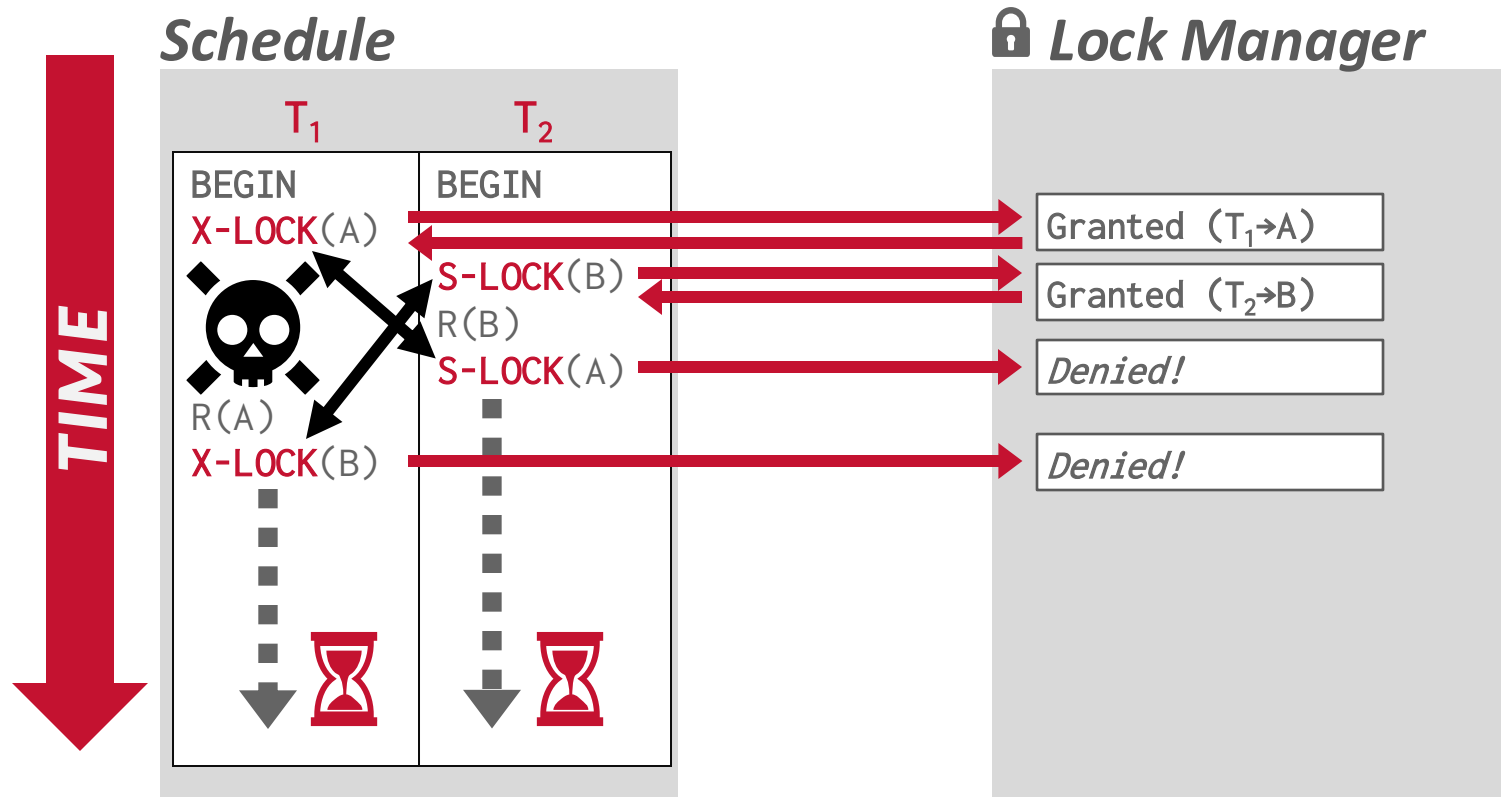 Schedule
Lock Manager
TIME
T1
T2
BEGIN
BEGIN
X-LOCK(A)
Granted (T1→A)
S-LOCK(B)
Granted (T2→B)
R(B)
S-LOCK(A)
Denied!
R(A)
X-LOCK(B)
Denied!